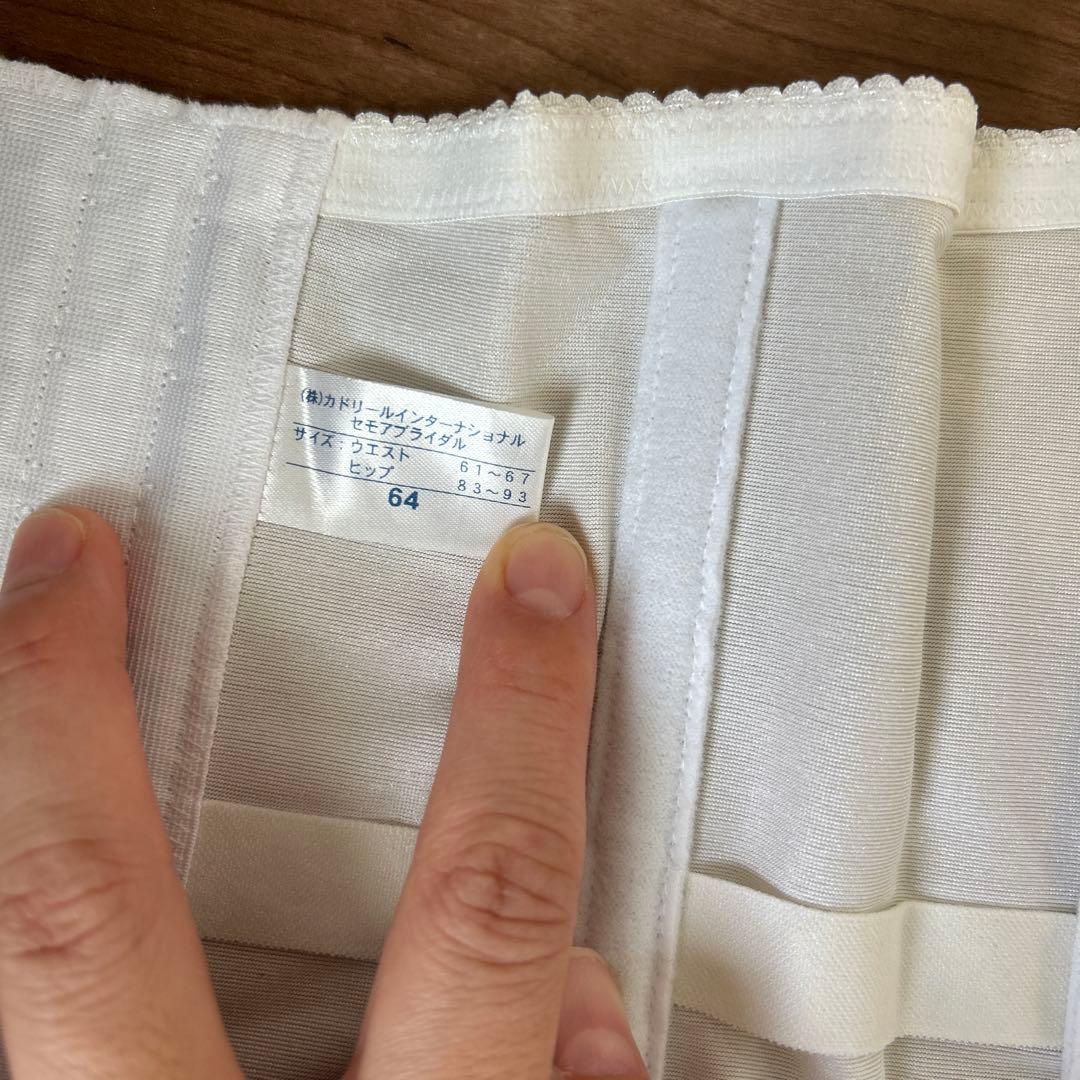 (株)カドリールインターナショナル
セモアブライダル
サイズ・ウエスト 61～67
ヒップ 83～93
64